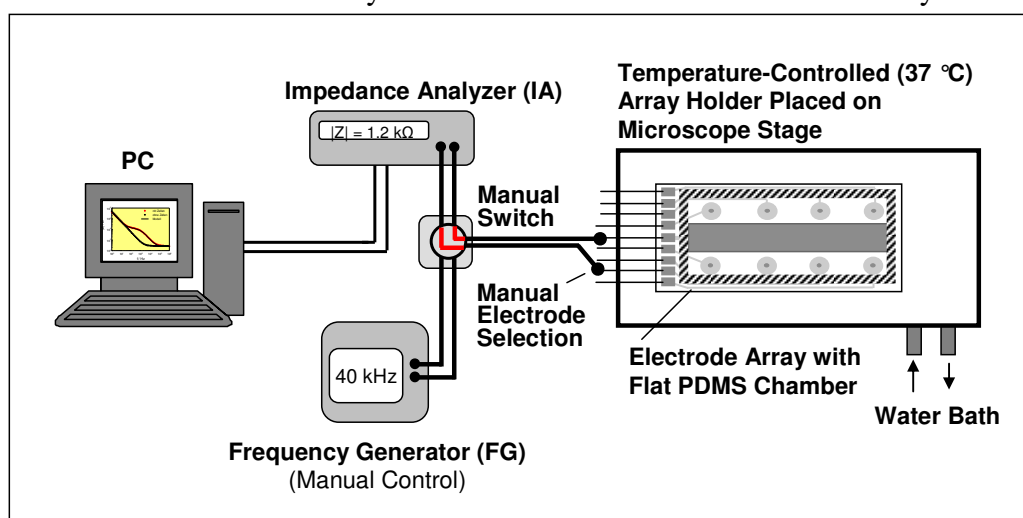 Temperature-Controlled (37 °C)
Array Holder Placed on
Microscope Stage
Impedance Analyzer (IA)
|Z| = 1.2 kΩ
PC
Manual
Switch
Manual
Electrode
Selection
40 kHz
Electrode Array with
Flat PDMS Chamber
Water Bath
Frequency Generator (FG)
(Manual Control)